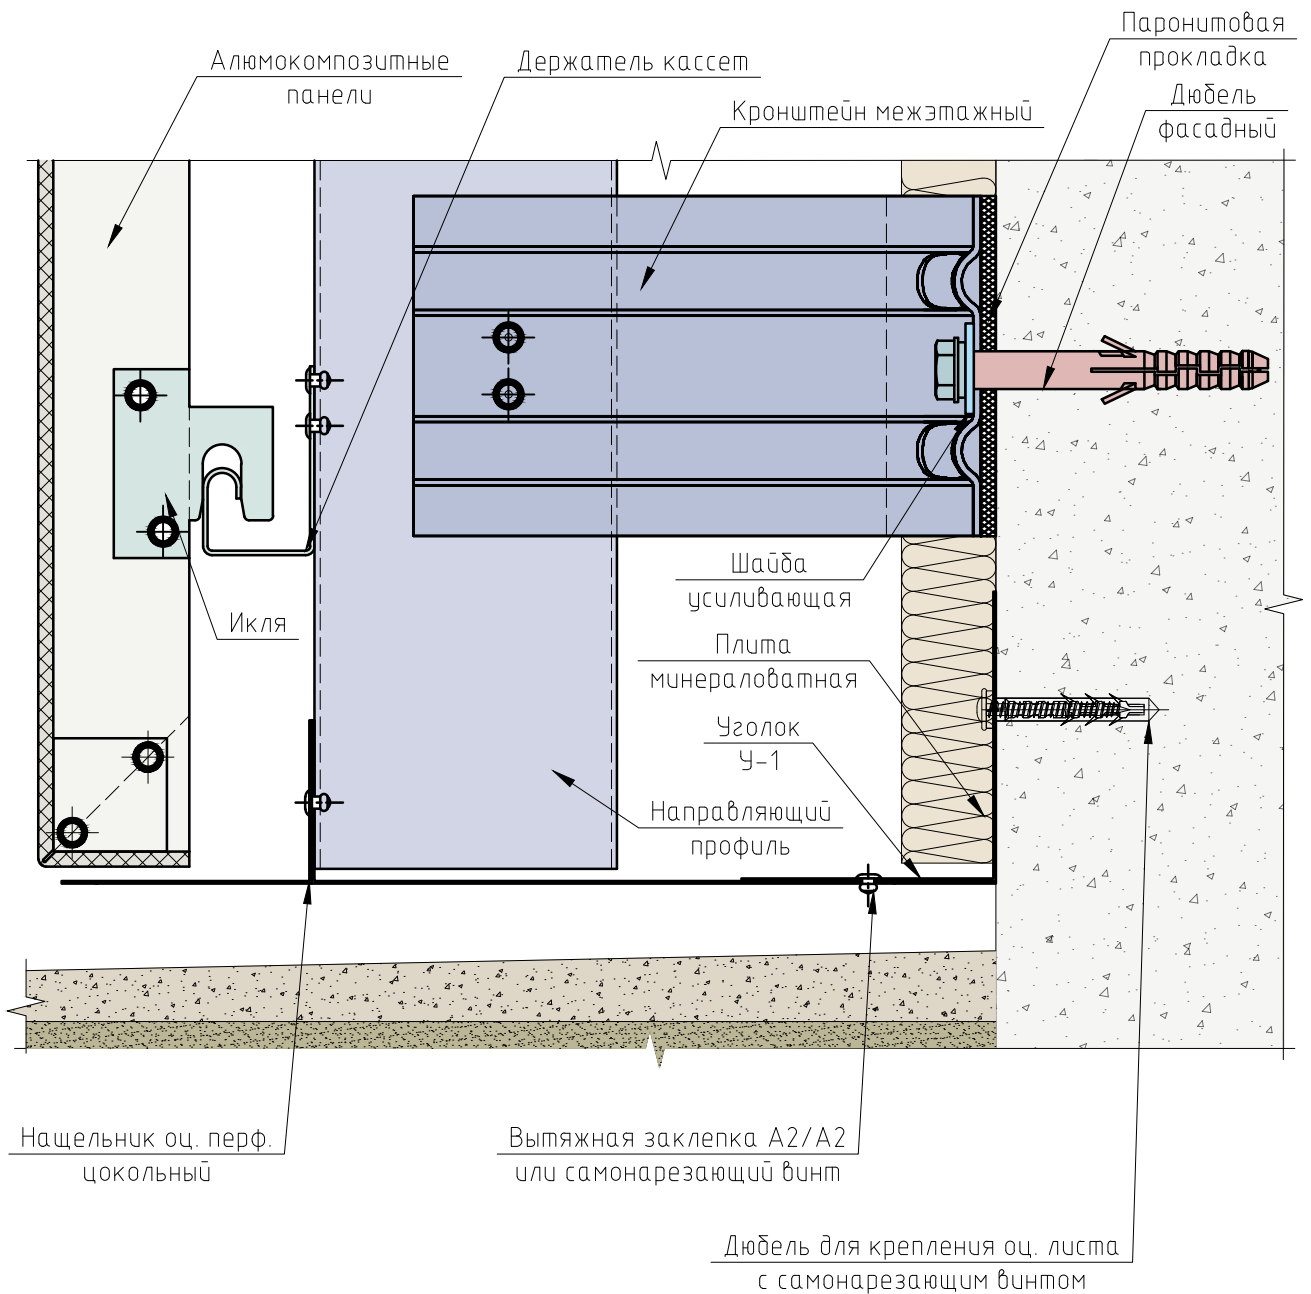 Паронитовая
прокладка
Алюмокомпозитные
панели
Держатель кассет
Дюбель
фасадный
Кронштейн межэтажный
Шайба
усиливающая
Икля
Плита
минераловатная
Уголок
У-1
Направляющий
профиль
Нащельник оц. перф.
цокольный
Вытяжная заклепка А2/А2
или самонарезающий винт
Дюбель для крепления оц. листа
с самонарезающим винтом